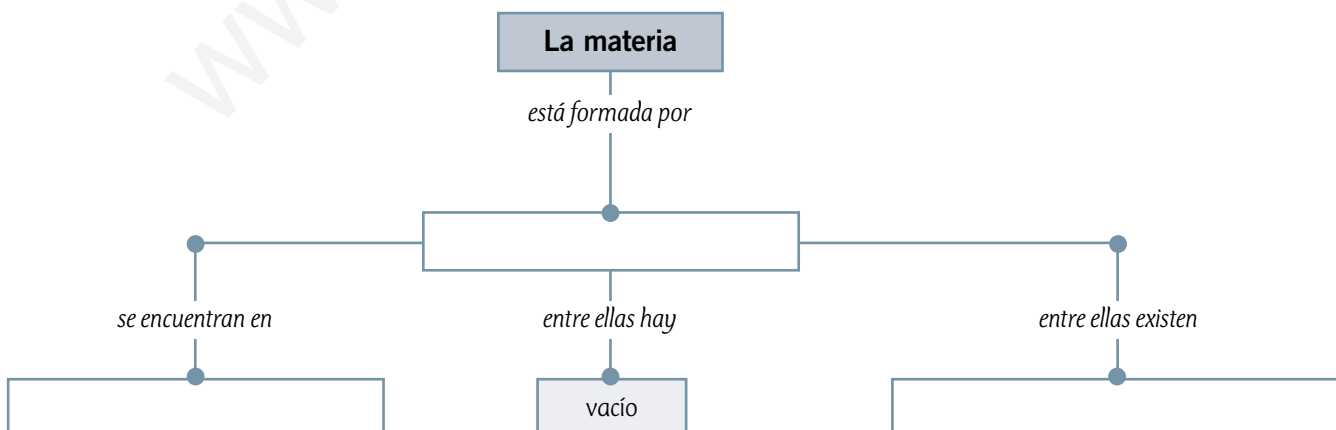 La materia
está formada por
se encuentran en
entre ellas hay
entre ellas existen
vacío